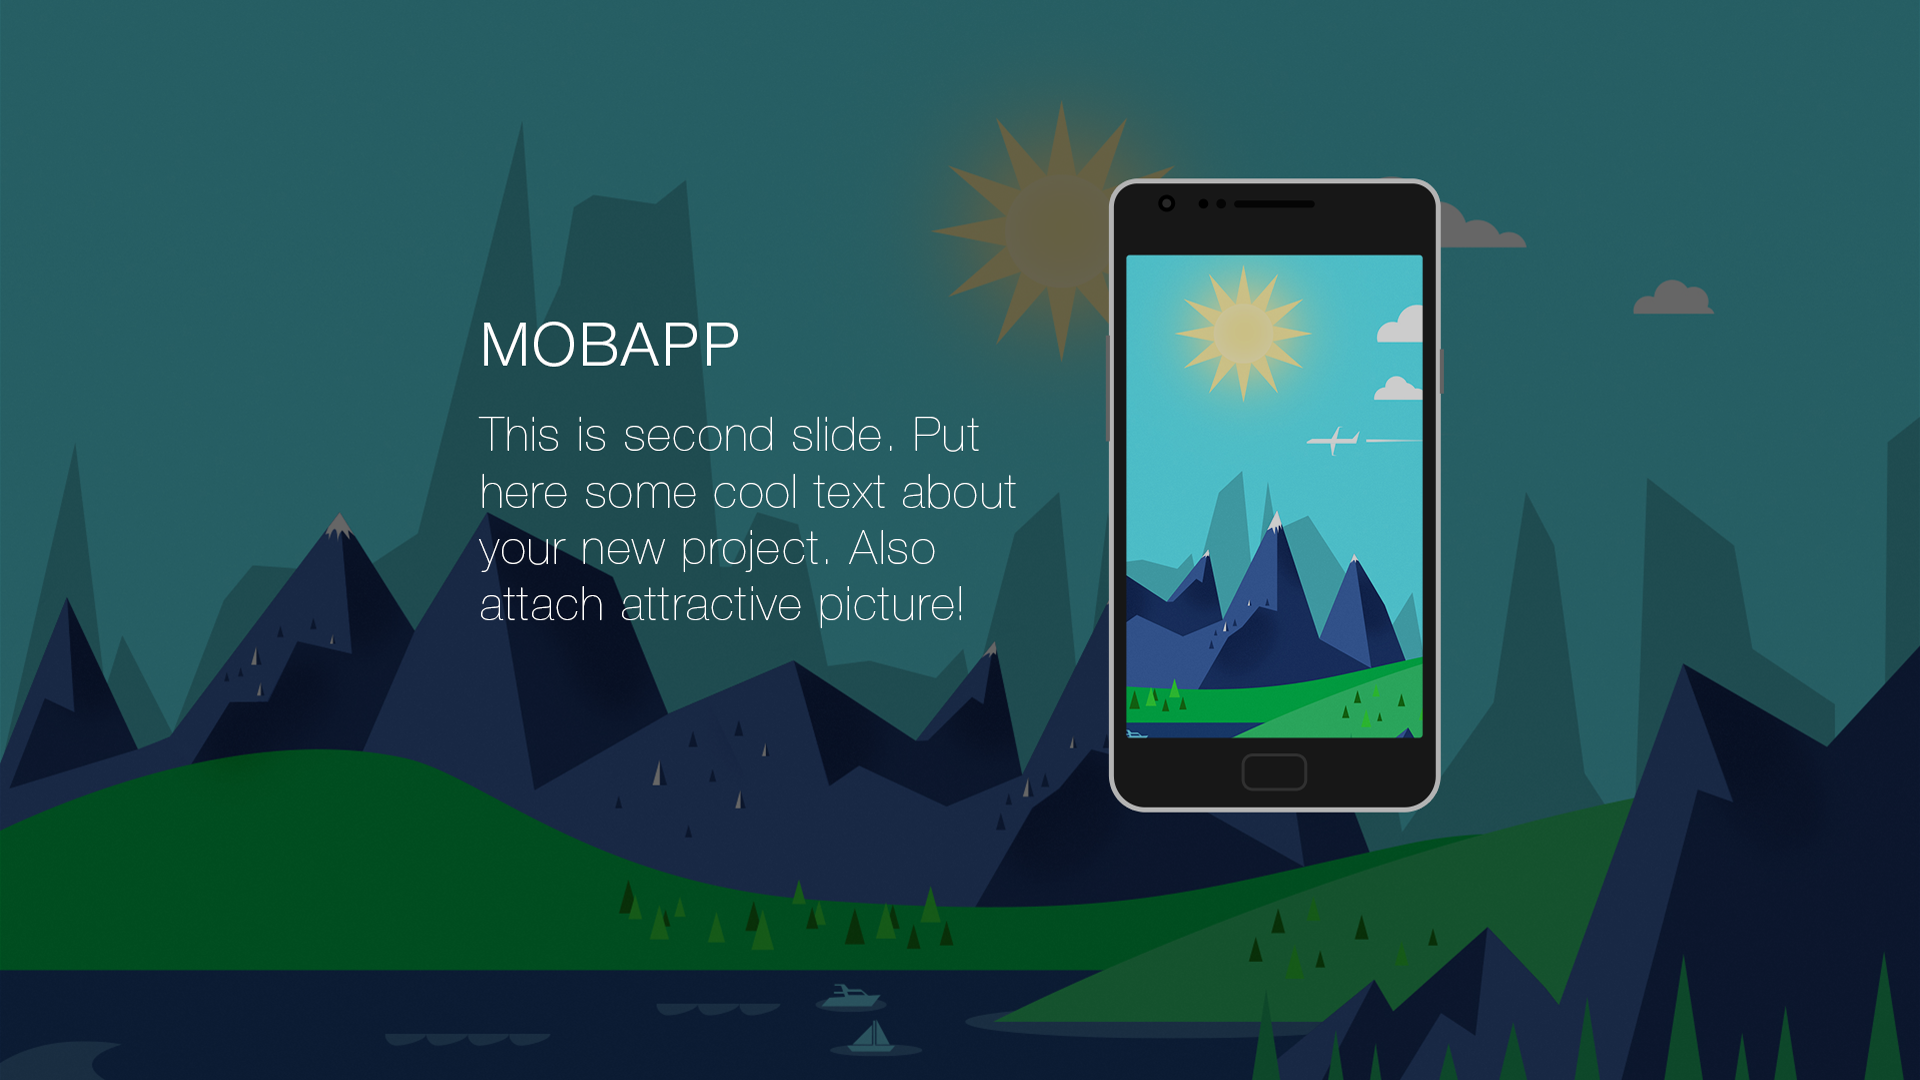 MOBAPP
This is second slide. Put
here some cool text about
your new project. Also
attach attractive picture!